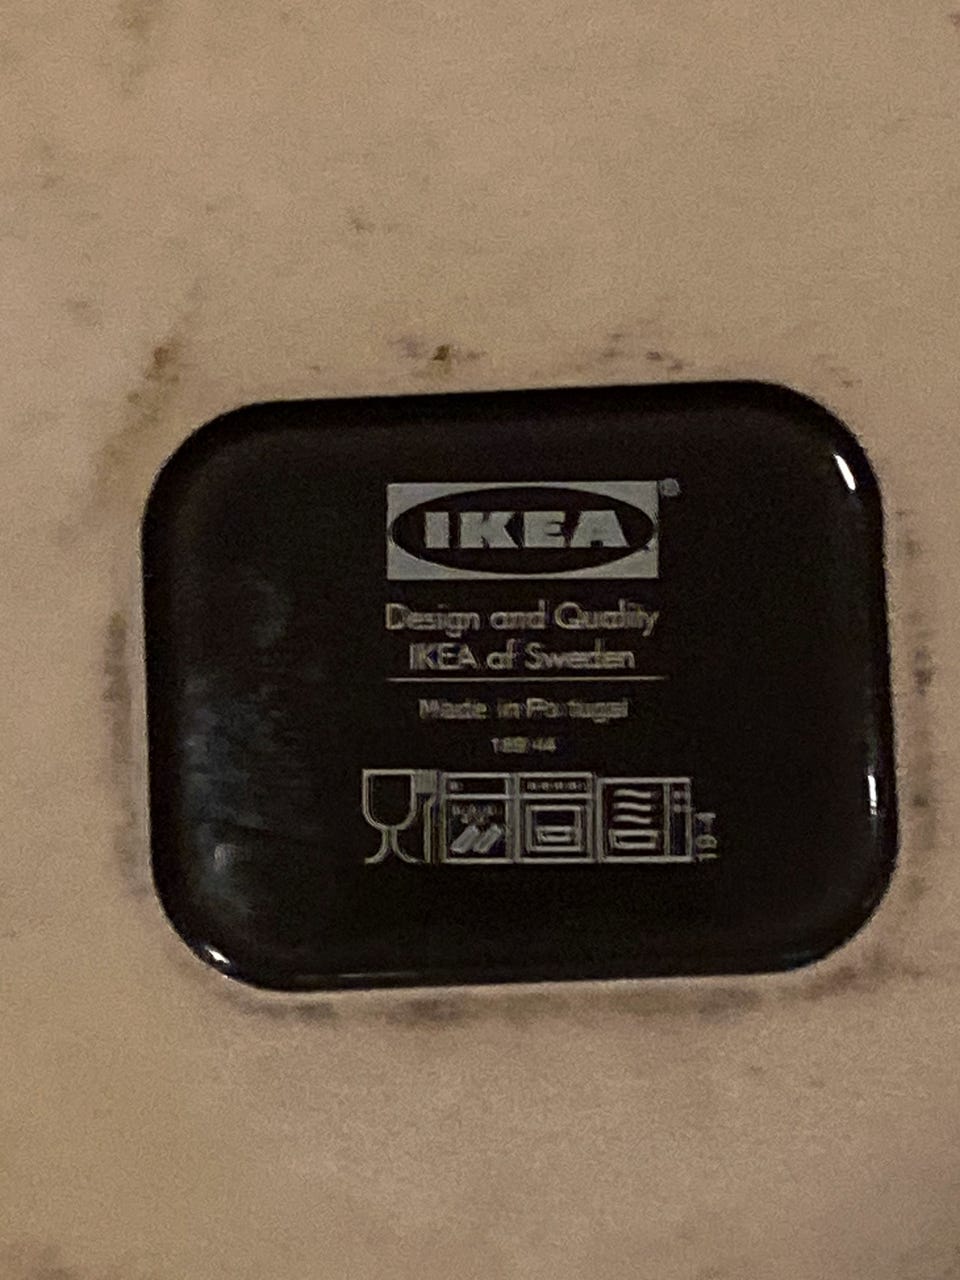 IKEA®
Design and Quality
IKEA of Sweden
Made in Portugal